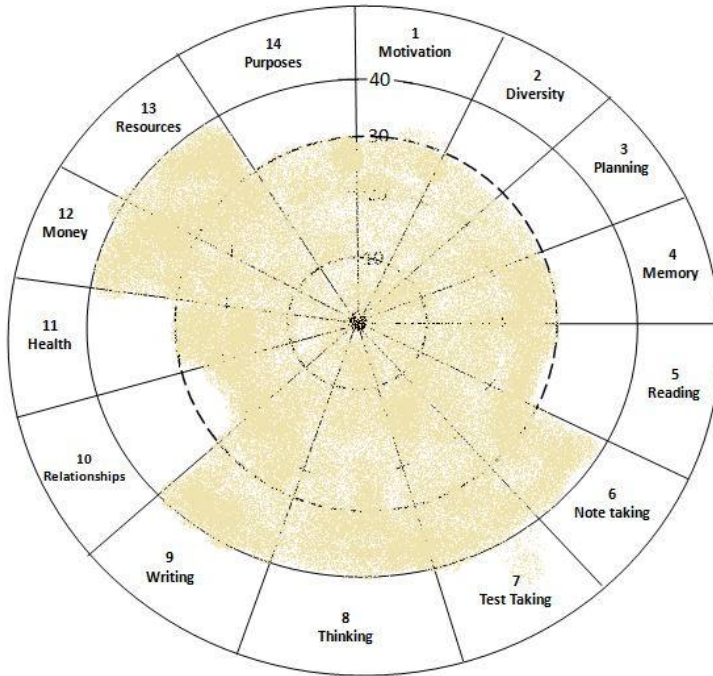 1
Motivation
2
Diversity
3
Planning
4
Memory
5
Reading
6
Note taking
7
Test Taking
8
Thinking
9
Writing
10
Relationships
11
Health
12
Money
13
Resources
14
Purposes
40
30
10